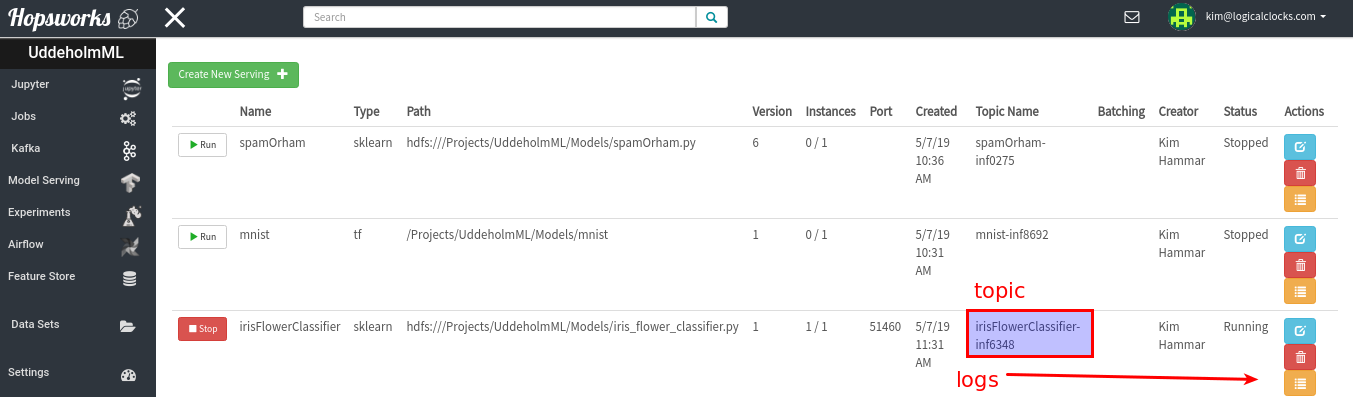 Hopsworks
Search
kim@logicalclocks.com
UddeholmML
Jupyter
jupyter
Jobs
Kafka
Model Serving
Experiments
Airflow
Feature Store
Data Sets
Settings
Create New Serving
Name Type Path Version Instances Port Created Topic Name Batching Creator Status Actions
Run spamOrham sklearn hdfs:///Projects/UddeholmML/Models/spamOrham.py 6 0 / 1 5/7/19 spamOrham- Kim Stopped
10:36 inf0275 Hammar
AM
Run mnist tf /Projects/UddeholmML/Models/mnist 1 0 / 1 5/7/19 mnist-inf8692 Kim Stopped
10:31 Hammar
AM
topic
Stop irisFlowerClassifier sklearn hdfs:///Projects/UddeholmML/Models/iris_flower_classifier.py 1 1 / 1 51460 5/7/19 irisFlowerClassifier- Kim Running
11:31 inf6348 Hammar
AM
logs